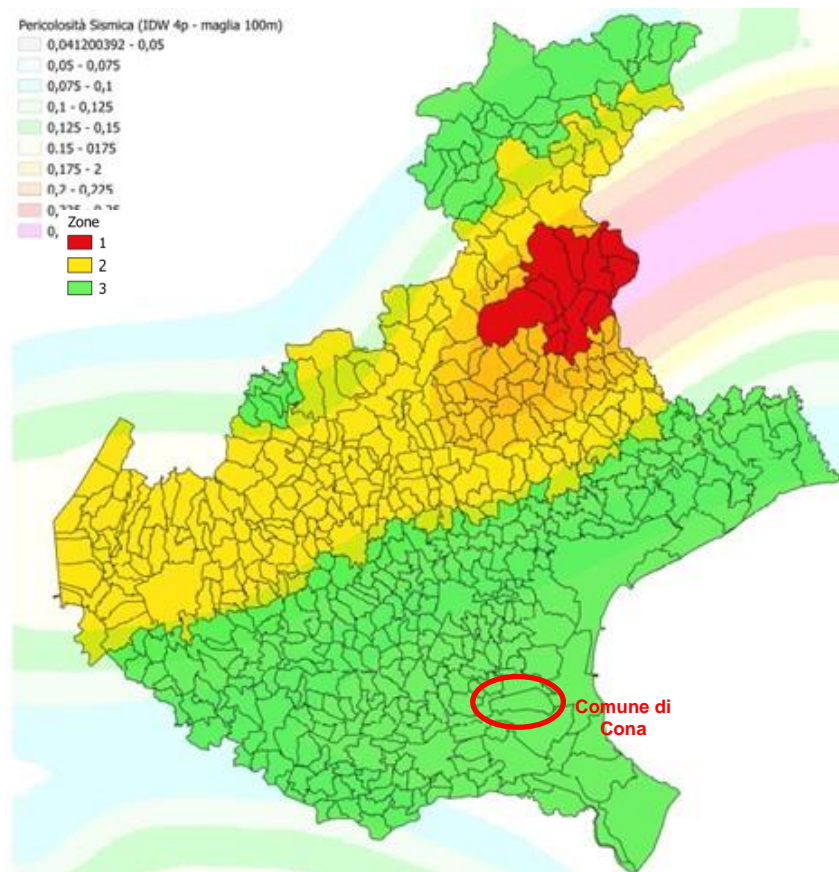 Pericolosità Sismica (IDW 4p - maglia 100m)
0,041200392 - 0,05
0,05 - 0,075
0,075 - 0,1
0,1 - 0,125
0,125 - 0,15
0.15 - 0175
0,175 - 2
0,2 - 0,225
0,
Zone
1
2
3
Comune di
Cona